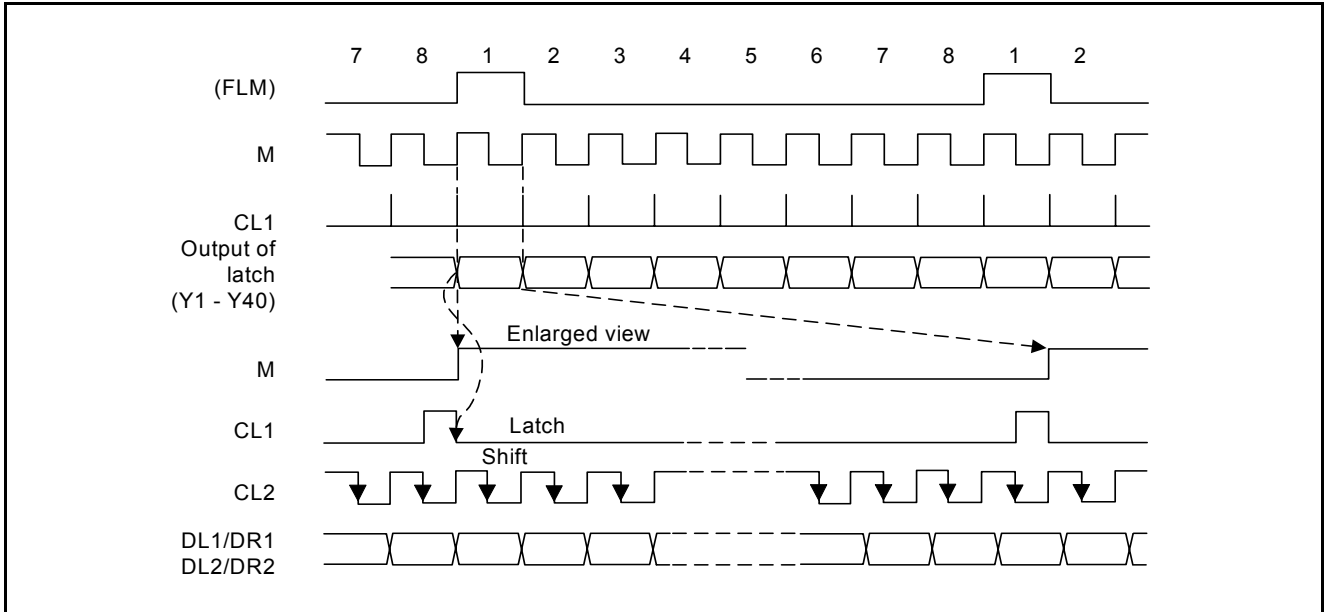 7 8 1 2 3 4 5 6 7 8 1 2
(FLM)
M
CL1
Output of
latch
(Y1 - Y40)
Enlarged view
M
CL1
Latch
Shift
CL2
DL1/DR1
DL2/DR2